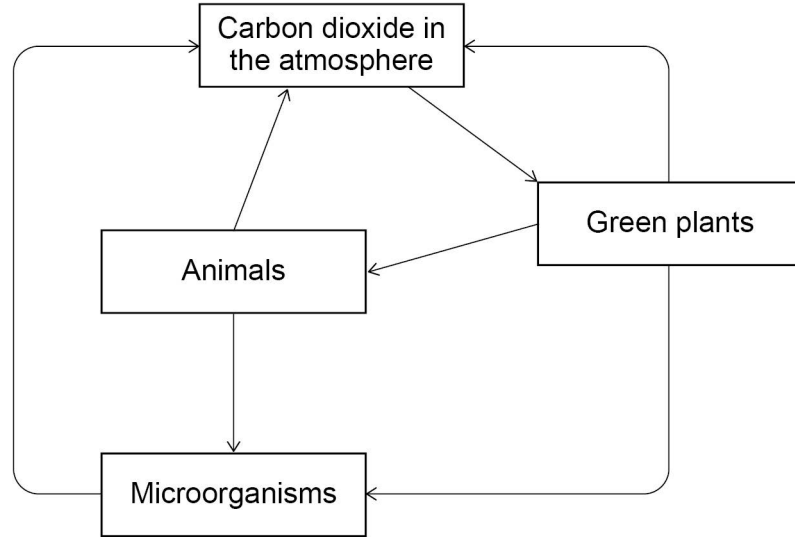 Carbon dioxide in
the atmosphere
Green plants
Animals
Microorganisms